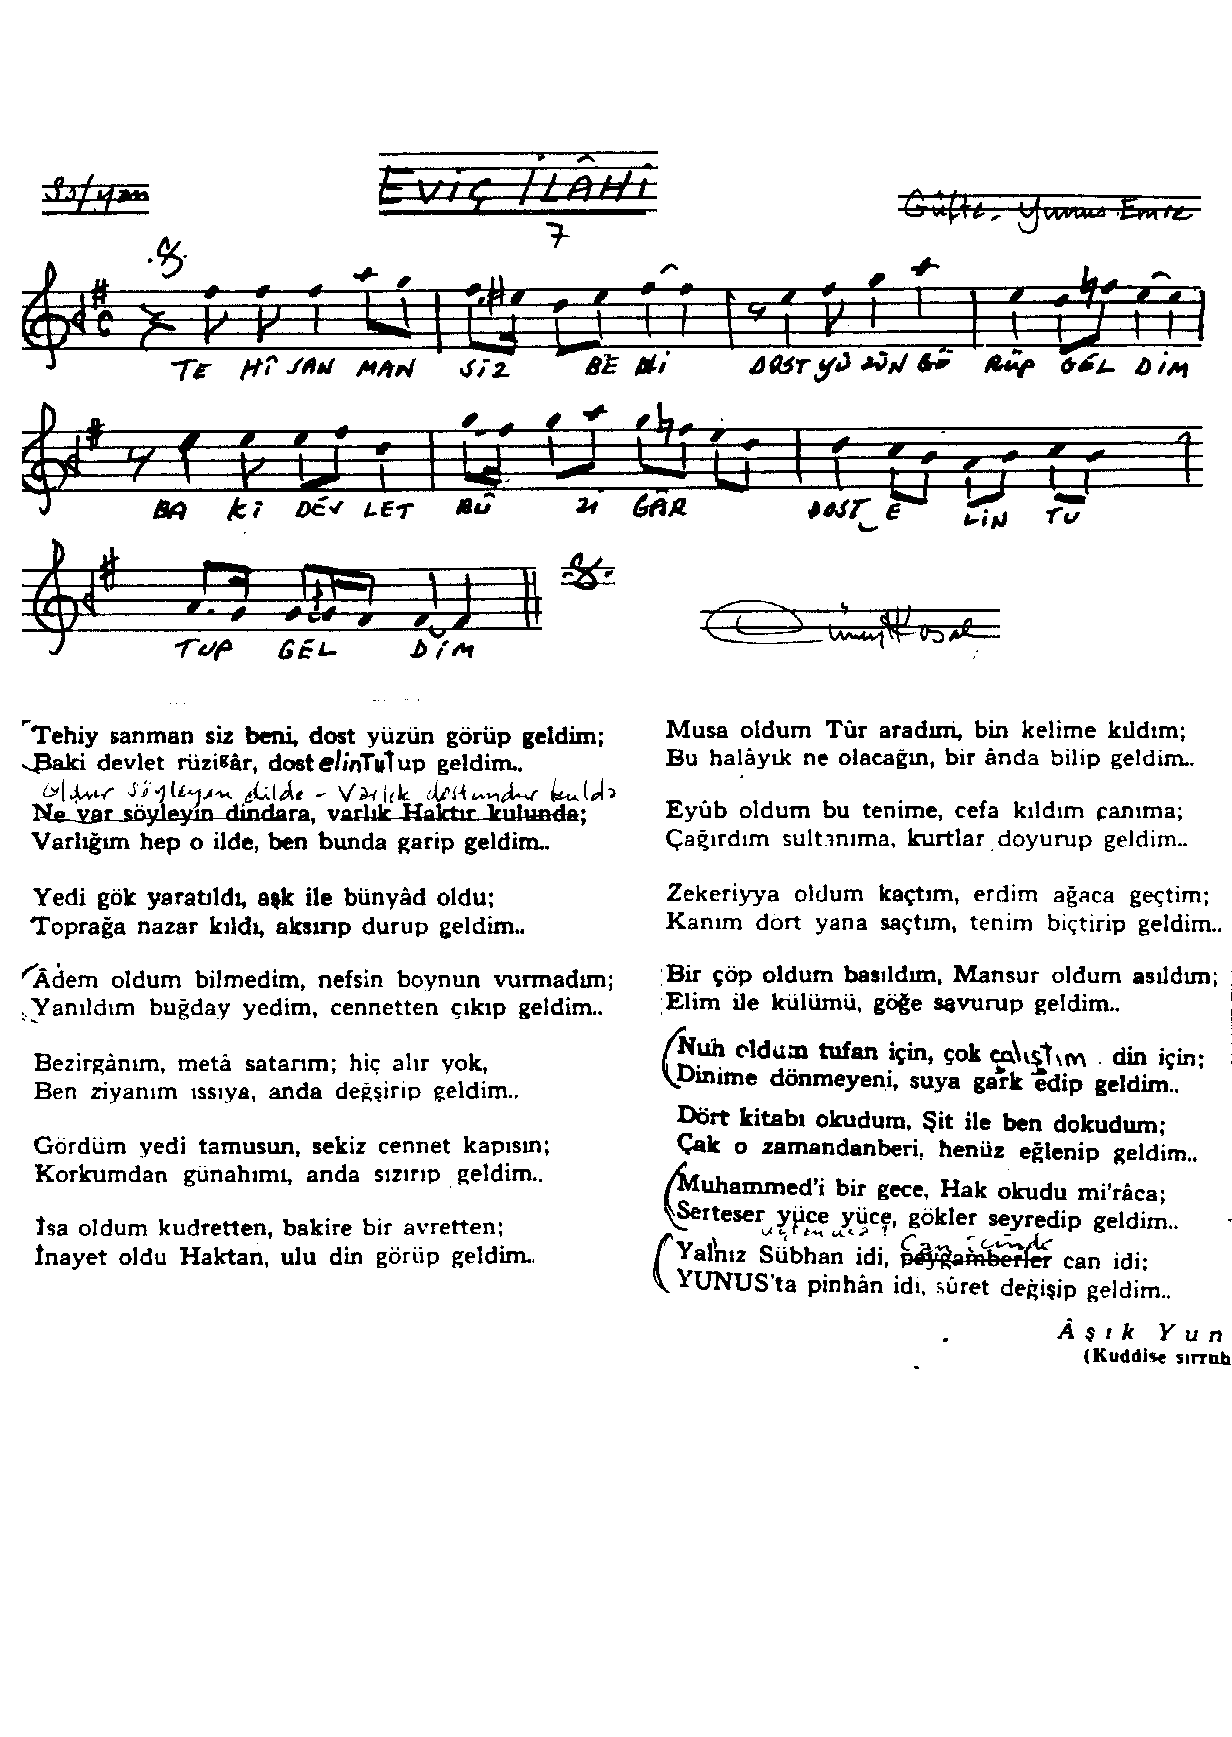 Sofyan
EVİÇ İLÂHÎ
Güfte. Yunus Emre
7
TE HÎ SAN MAN SİZ BE Nİ DOST YÜ ZÜN GÖ RÜP GEL DİM
BA KÎ DEV LET RÛ Zİ GÂR DOST E LİN TU
TUP GEL DİM
Tehiy sanman siz beni, dost yüzün görüp geldim;
Baki devlet rüzigâr, dost elin Tutup geldim..
oldur söyleyen dilde - Varlık dostundur kulda
Ne var söyleyin dindara, varlık Haktır kulunda;
Varlığım hep o ilde, ben bunda garip geldim..
Yedi gök yaratıldı, aşk ile bünyâd oldu;
Toprağa nazar kıldı, aksırıp durup geldim..
Âdem oldum bilmedim, nefsin boynun vurmadım;
Yanıldım buğday yedim, cennetten çıkıp geldim..
Bezirgânım, metâ satarım; hiç alır yok,
Ben ziyanım ıssıya, anda değşirip geldim..
Gördüm yedi tamusun, sekiz cennet kapısın;
Korkumdan günahımı, anda sızırıp geldim..
İsa oldum kudretten, bakire bir avretten;
İnayet oldu Haktan, ulu din görüp geldim..
Musa oldum Tûr aradım, bin kelime kıldım;
Bu halâyık ne olacağın, bir ânda bilip geldim..
Eyûb oldum bu tenime, cefa kıldım canıma;
Çağırdım sultanıma, kurtlar doyurup geldim..
Zekeriyya oldum kaçtım, erdim ağaca geçtim;
Kanım dört yana saçtım, tenim biçtirip geldim..
Bir çöp oldum basıldım, Mansur oldum asıldım;
Elim ile külümü, göğe savurup geldim..
Nuh oldum tufan için, çok çalıştım din için;
Dinime dönmeyeni, suya gark edip geldim..
Dört kitabı okudum, Şit ile ben dokudum;
Çak o zamandanberi, henüz eğlenip geldim..
Muhammed'i bir gece, Hak okudu mi'râca;
Serteser yüce yüce, gökler seyredip geldim..
uçtan uca
Can içinde
Yalnız Sübhan idi, peygamberler can idi;
YUNUS'ta pinhân idi, sûret değişip geldim..
Âşık Yun
(Kuddise sırruh